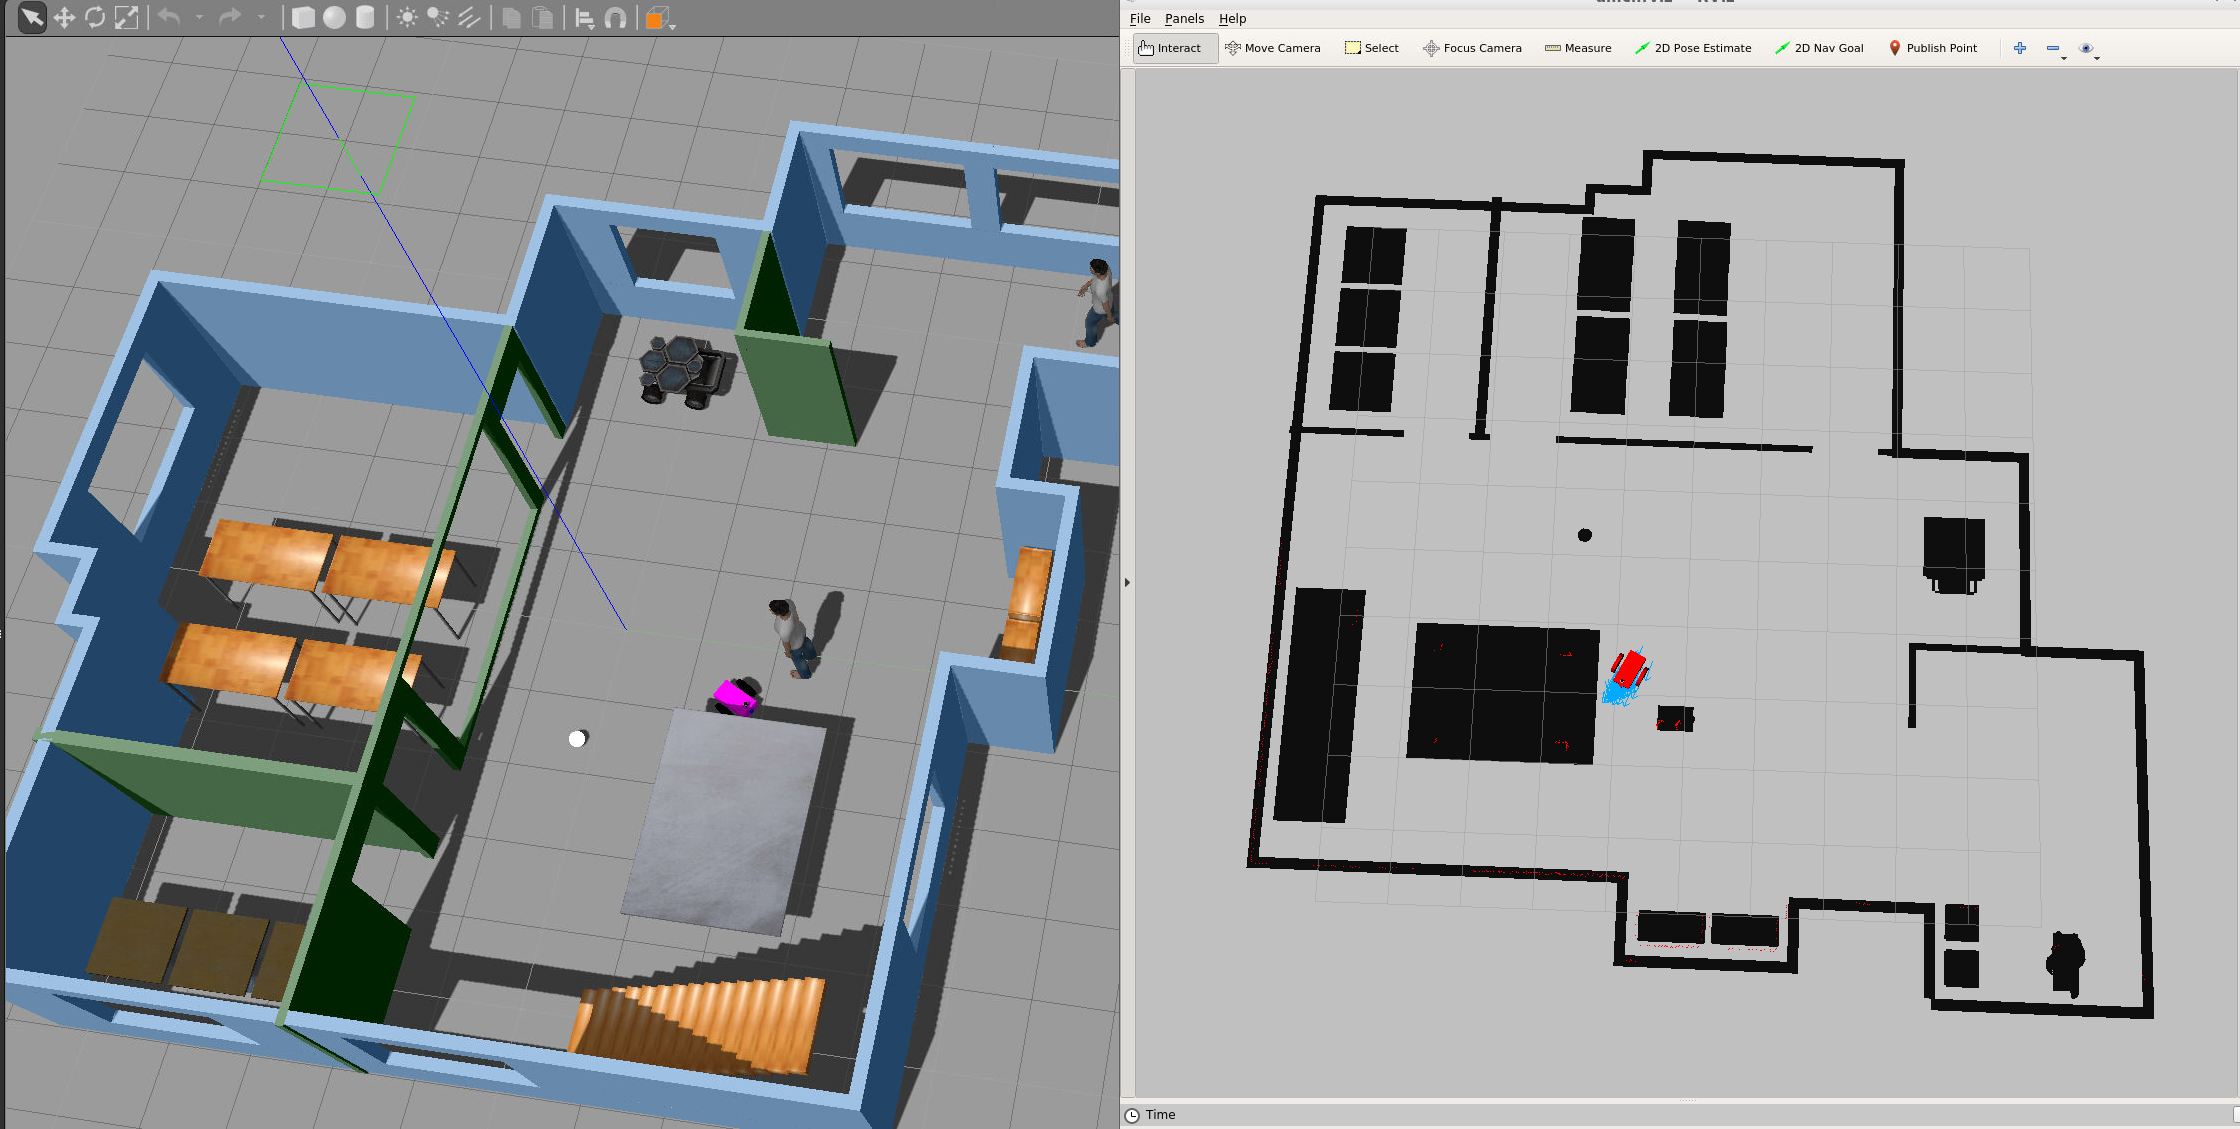 File Panels Help
Interact Move Camera Select Focus Camera Measure 2D Pose Estimate 2D Nav Goal Publish Point
Time